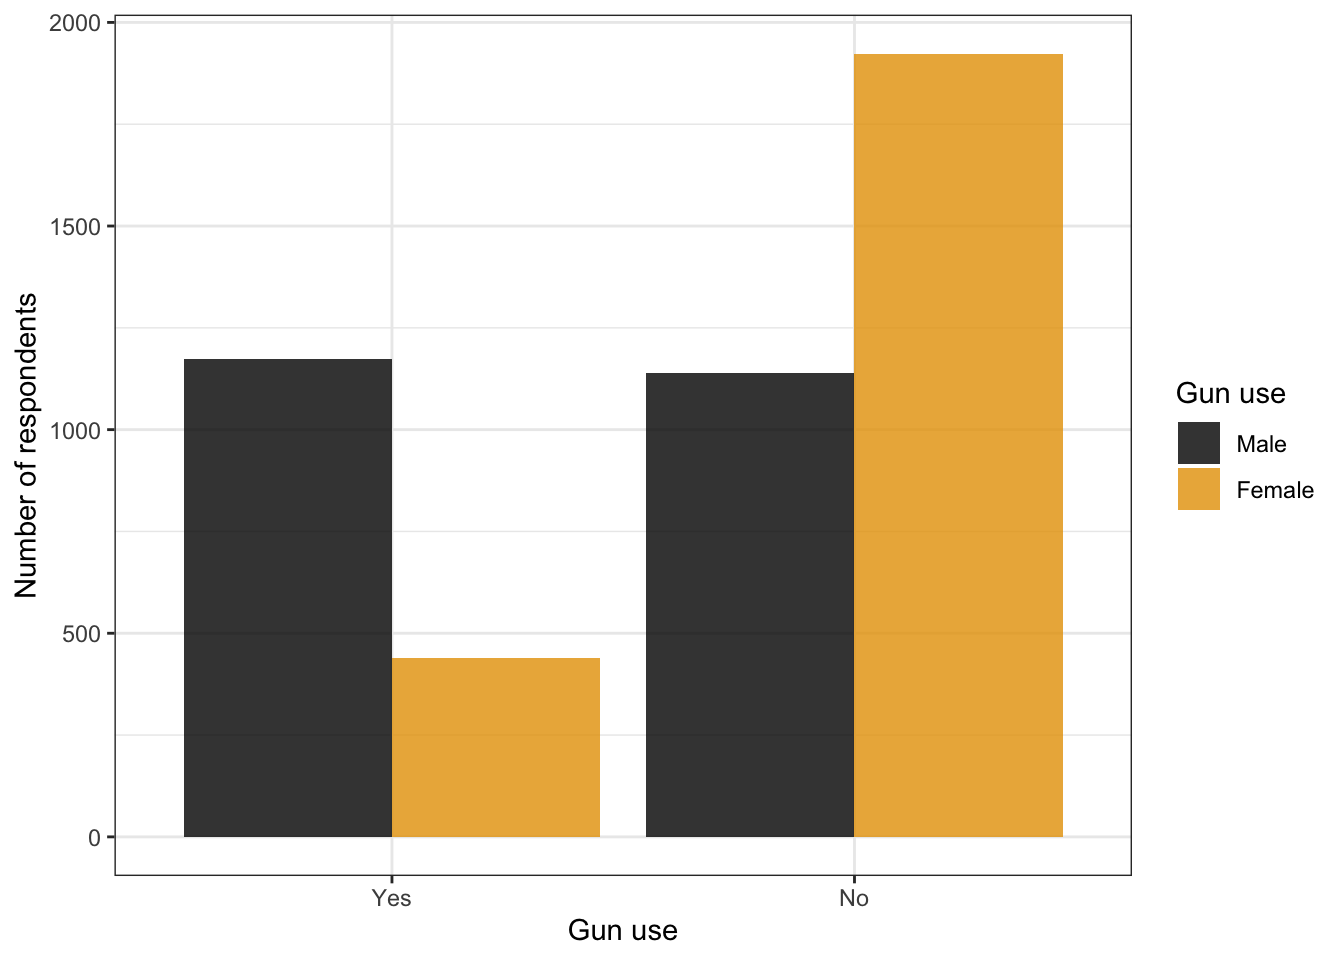 2000
1500
1000
500
0
Number of respondents
Yes
No
Gun use
Gun use
Male
Female